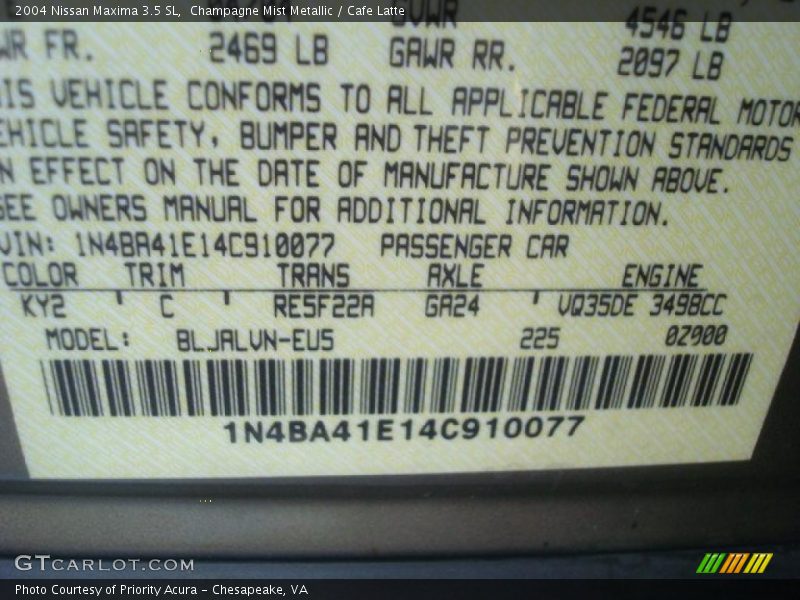 2004 Nissan Maxima 3.5 SL, Champagne Mist Metallic / Cafe Latte
GVWR 4546 LB
WR FR. 2469 LB GAWR RR. 2097 LB
IS VEHICLE CONFORMS TO ALL APPLICABLE FEDERAL MOTOR
EHICLE SAFETY, BUMPER AND THEFT PREVENTION STANDARDS
N EFFECT ON THE DATE OF MANUFACTURE SHOWN ABOVE.
SEE OWNERS MANUAL FOR ADDITIONAL INFORMATION.
VIN: 1N4BA41E14C910077 PASSENGER CAR
COLOR TRIM TRANS AXLE ENGINE
KY2 C RE5F22A GA24 VQ35DE 3498CC
MODEL: BLJALVN-EU5 225 0Z900
1N4BA41E14C910077
GTCARLOT.COM
Photo Courtesy of Priority Acura – Chesapeake, VA